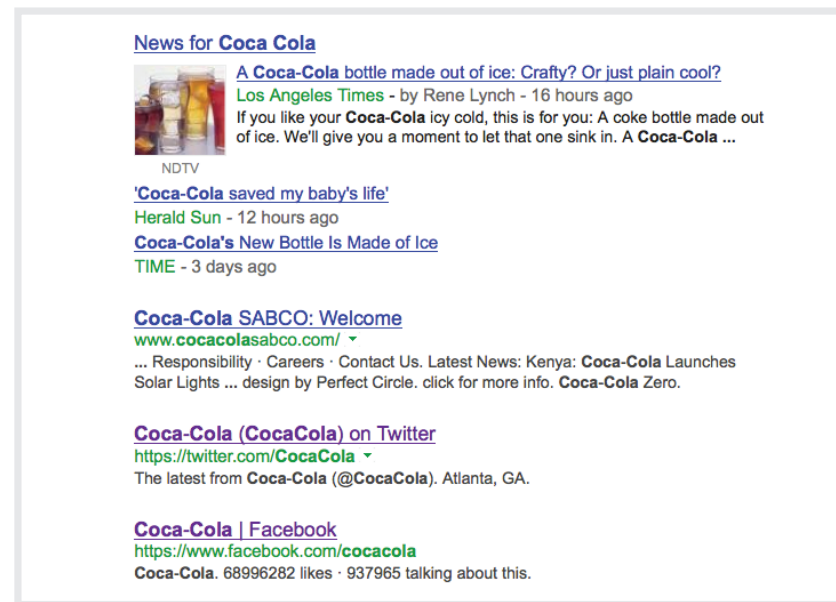 News for Coca Cola
A Coca-Cola bottle made out of ice: Crafty? Or just plain cool?
Los Angeles Times - by Rene Lynch - 16 hours ago
If you like your Coca-Cola icy cold, this is for you: A coke bottle made out
of ice. We'll give you a moment to let that one sink in. A Coca-Cola ...
NDTV
'Coca-Cola saved my baby's life'
Herald Sun - 12 hours ago
Coca-Cola's New Bottle Is Made of Ice
TIME - 3 days ago
Coca-Cola SABCO: Welcome
www.cocacolasabco.com/
... Responsibility · Careers · Contact Us. Latest News: Kenya: Coca-Cola Launches
Solar Lights ... design by Perfect Circle. click for more info. Coca-Cola Zero.
Coca-Cola (CocaCola) on Twitter
https://twitter.com/CocaCola
The latest from Coca-Cola (@CocaCola). Atlanta, GA.
Coca-Cola | Facebook
https://www.facebook.com/cocacola
Coca-Cola. 68996282 likes · 937965 talking about this.